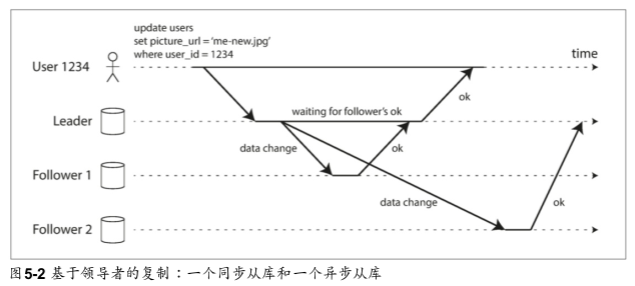 update users
set picture_url = 'me-new.jpg'
where user_id = 1234
time
User 1234
ok
Leader
waiting for follower's ok
data change
ok
Follower 1
data change
ok
Follower 2
图5-2 基于领导者的复制：一个同步从库和一个异步从库